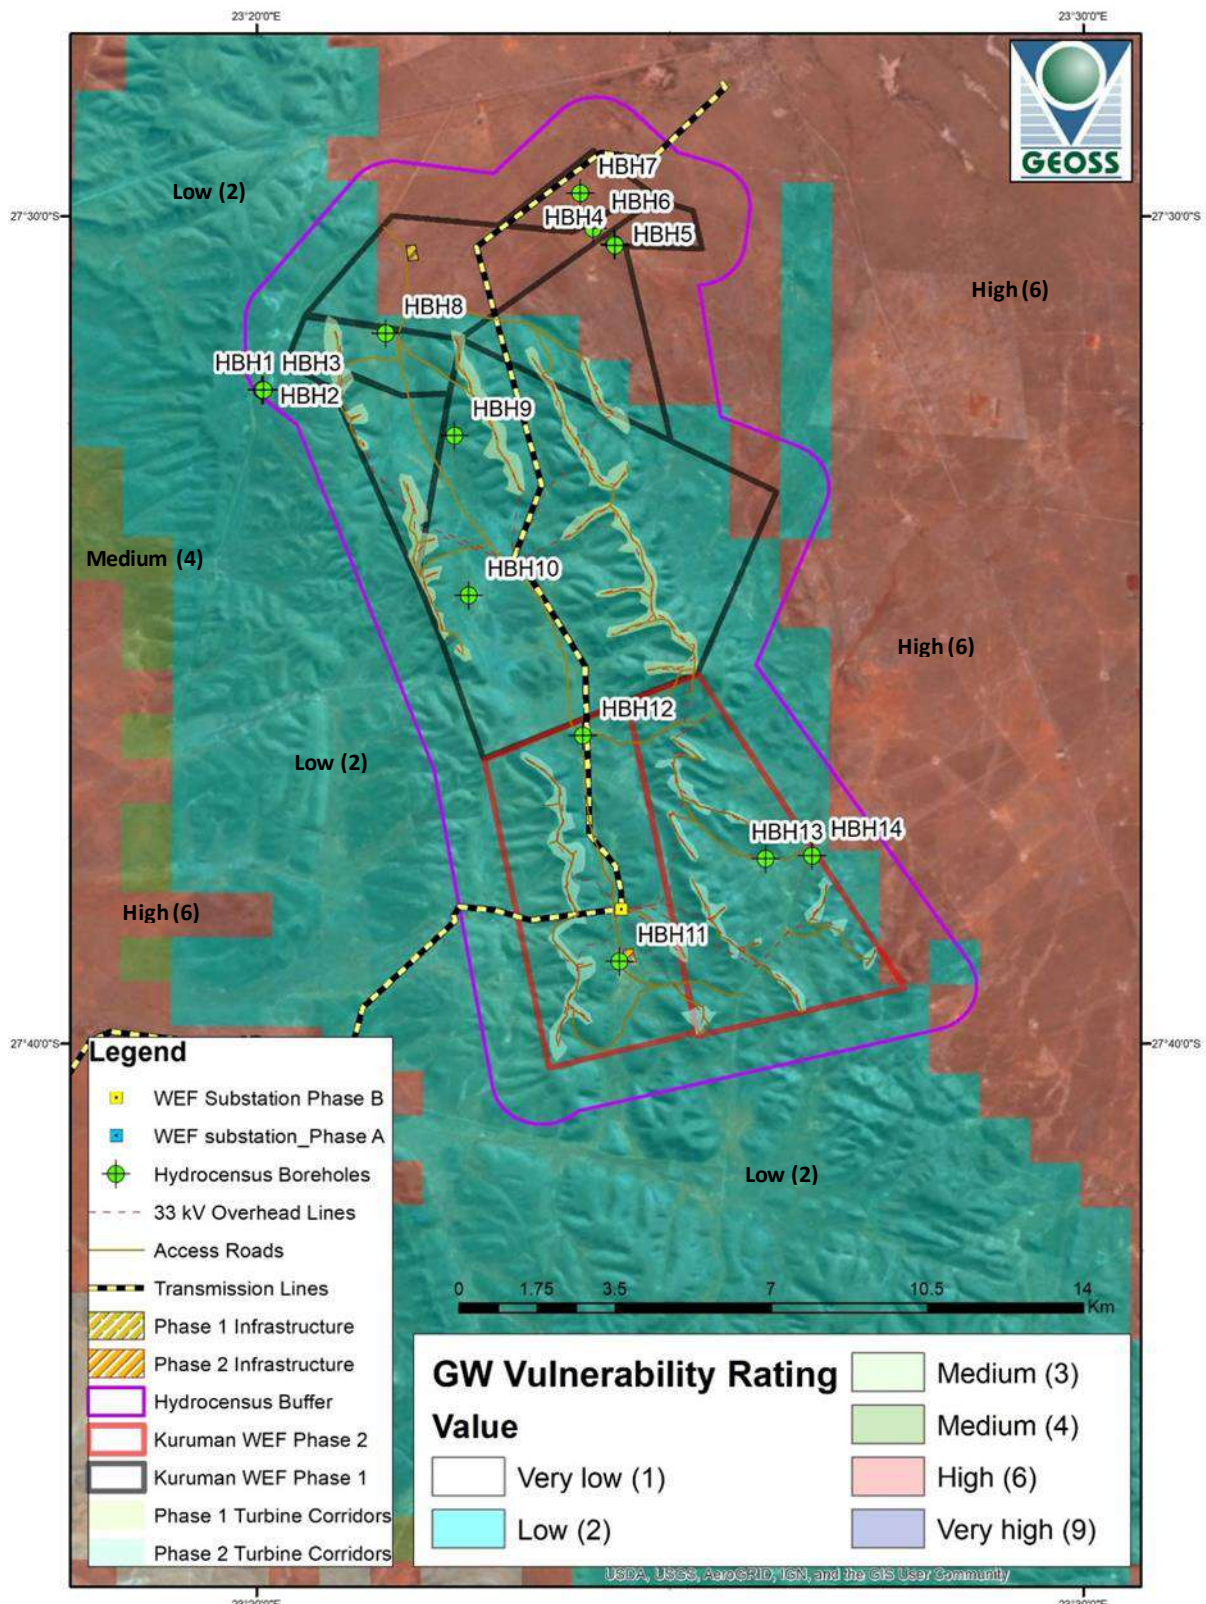 23°20'0"E
23°30'0"E
GEOSS
HBH7
Low (2)
HBH6
27°30'0"S
HBH4
27°30'0"S
HBH5
High (6)
HBH8
HBH1
HBH3
HBH2
HBH9
Medium (4)
HBH10
High (6)
HBH12
Low (2)
HBH13
HBH14
High (6)
HBH11
27°40'0"S
27°40'0"S
Legend
WEF Substation Phase B
WEF substation_Phase A
Hydrocensus Boreholes
33 kV Overhead Lines
Access Roads
Transmission Lines
Phase 1 Infrastructure
Phase 2 Infrastructure
Hydrocensus Buffer
Kuruman WEF Phase 2
Kuruman WEF Phase 1
Phase 1 Turbine Corridors
Phase 2 Turbine Corridors
Low (2)
0 1.75 3.5 7 10.5 14
Km
GW Vulnerability Rating
Value
Very low (1)
Low (2)
Medium (3)
Medium (4)
High (6)
Very high (9)
USDA, USGS, AeroGRID, IGN, and the GIS User Community
23°20'0"E
23°30'0"E